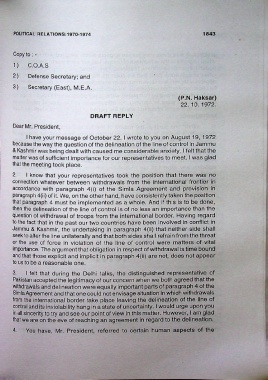 POLITICAL RELATIONS: 1970-1974 1643
Copy to : -
1) C.O.A.S.
2) Defence Secretary; and
3) Secretary (East), M.E.A.
(P.N. Haksar)
22. 10. 1972.
DRAFT REPLY
Dear Mr. President,
I have your message of October 22. I wrote to you on August 19, 1972
because the way the question of the delineation of the line of control in Jammu
& Kashmir was being dealt with caused me considerable anxiety. I felt that the
matter was of sufficient importance for our representatives to meet. I was glad
that the meeting took place.
2. I know that your representatives took the position that there was no
connection whatever between withdrawals from the international frontier in
accordance with paragraph 4(i) of the Simla Agreement and provision in
paragraph 4(ii) of it. We, on the other hand, have consistently taken the position
that paragraph 4 must be implemented as a whole. And if this is to be done,
then the delineation of the line of control is of no less an importance than the
question of withdrawal of troops from the international border. Having regard
to the fact that in the past our two countries have been involved in conflict in
Jammu & Kashmir, the undertaking in paragraph 4(ii) that neither side shall
seek to alter the line unilaterally and that both sides shall refrain from the threat
or the use of force in violation of the line of control were matters of vital
importance. The argument that obligation in respect of withdrawal is time bound
and that those explicit and implicit in paragraph 4(ii) are not, does not appear
to us to be a reasonable one.
3. I felt that during the Delhi talks, the distinguished representative of
Pakistan accepted the legitimacy of our concern when we both agreed that the
withdrawals and delineation were equally important parts of paragraph 4 of the
Simla Agreement and that one could not envisage situation in which withdrawals
from the international border take place leaving the delineation of the line of
control and its inviolability hang in a state of uncertainty. I would urge upon you
in all sincerity to try and see our point of view in this matter. However, I am glad
that we are on the eve of reaching an agreement in regard to the delineation.
4. You have, Mr. President, referred to certain human aspects of the